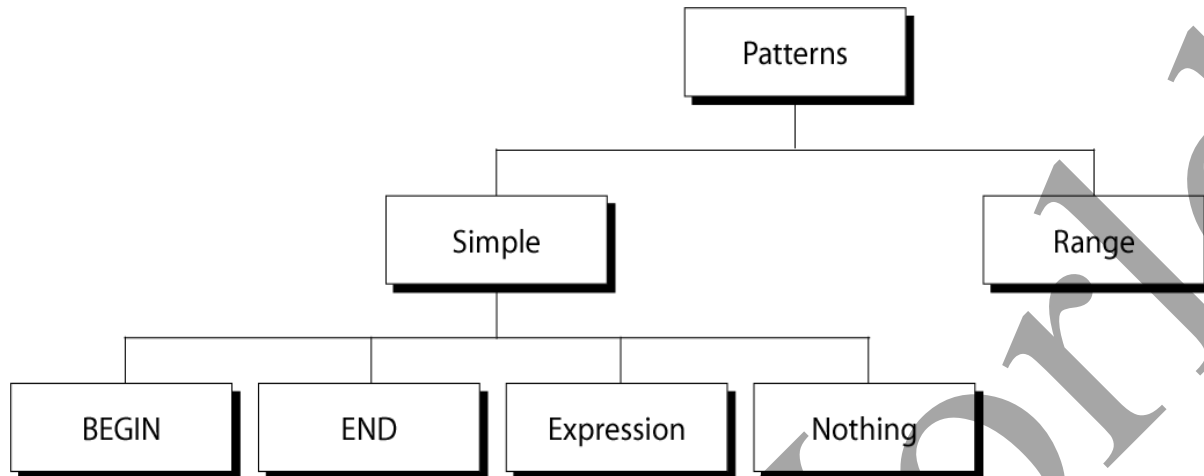 Patterns
Simple
Range
BEGIN
END
Expression
Nothing